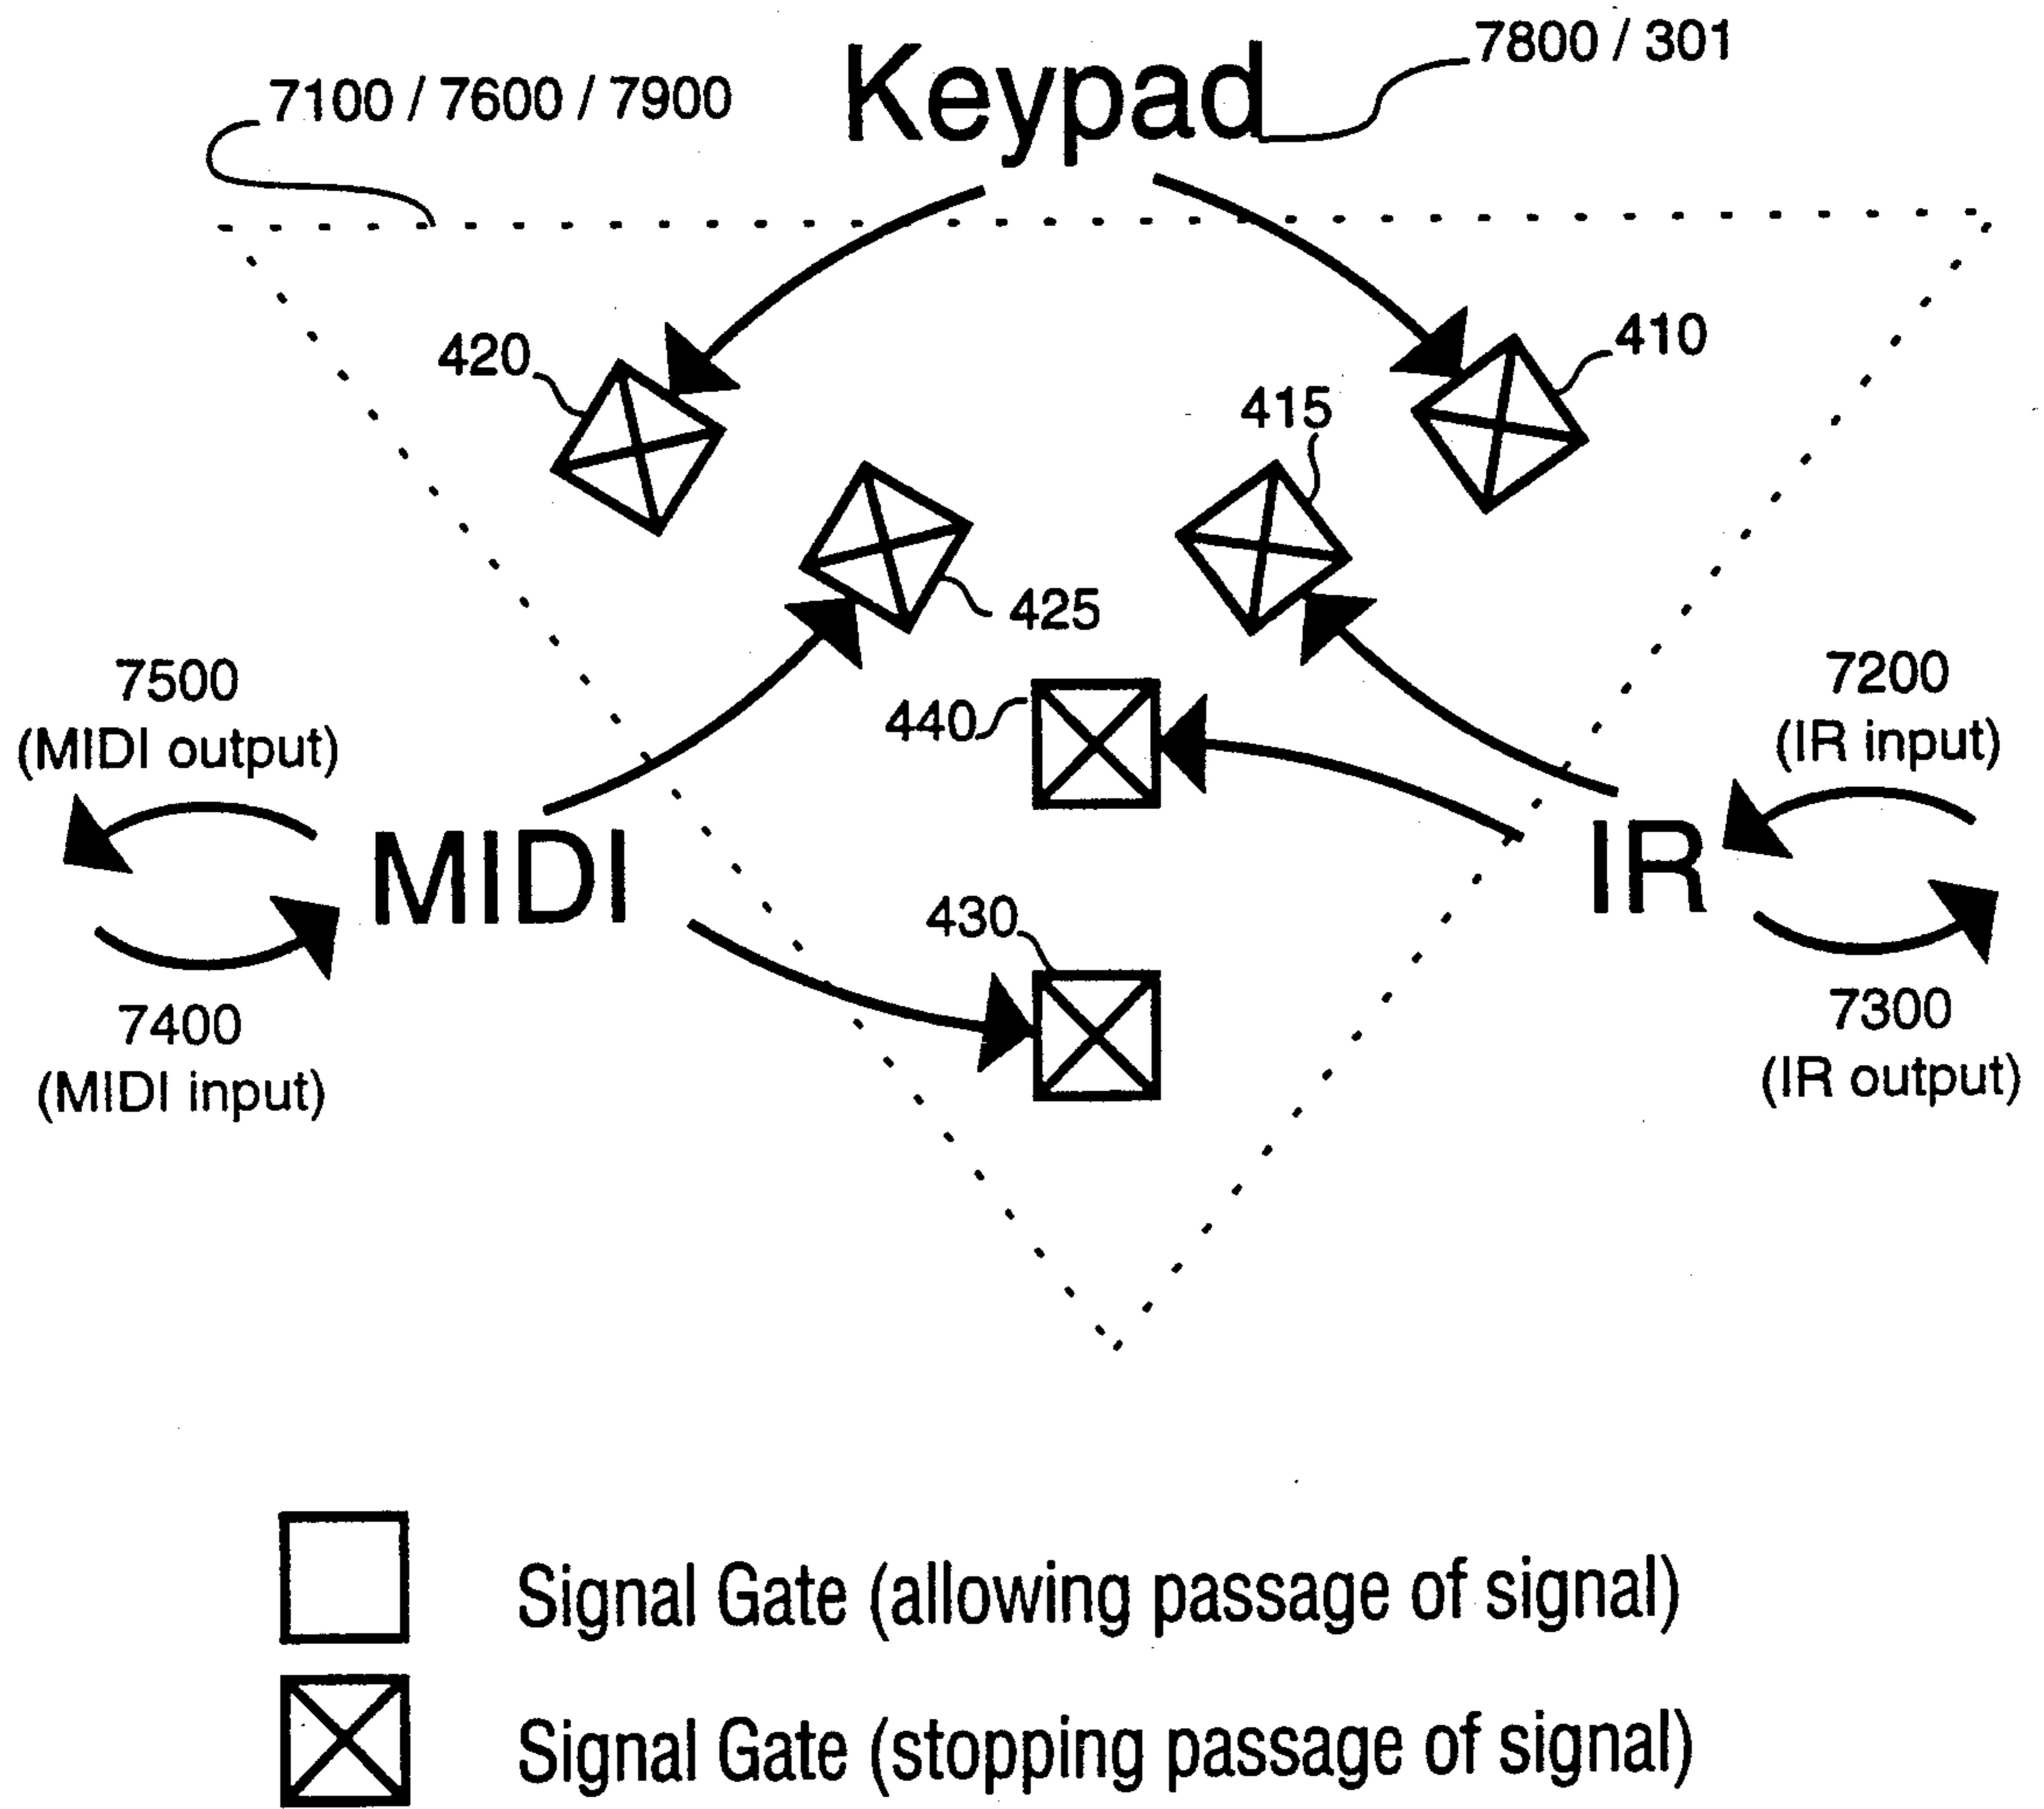 7800 / 301
Keypad
7100 / 7600 / 7900
410
420
415
425
7500
(MIDI output)
440
7200
(IR input)
MIDI
IR
430
7400
(MIDI input)
7300
(IR output)
Signal Gate (allowing passage of signal)
Signal Gate (stopping passage of signal)